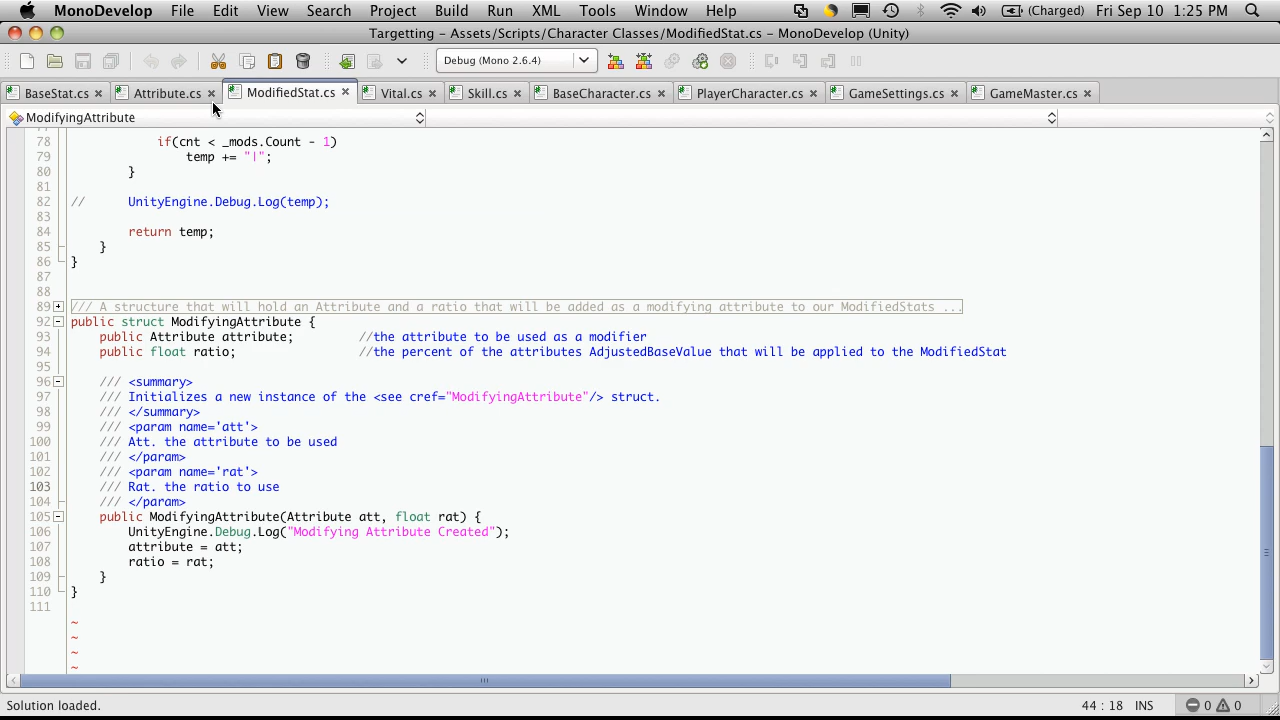 MonoDevelop File Edit View Search Project Build Run XML Tools Window Help (Charged) Fri Sep 10 1:25 PM
Targetting – Assets/Scripts/Character Classes/ModifiedStat.cs – MonoDevelop (Unity)
Debug (Mono 2.6.4)
BaseStat.cs Attribute.cs ModifiedStat.cs Vital.cs Skill.cs BaseCharacter.cs PlayerCharacter.cs GameSettings.cs GameMaster.cs
ModifyingAttribute
78 if(cnt < _mods.Count - 1)
79 temp += "|";
80 }
81
82 // UnityEngine.Debug.Log(temp);
83
84 return temp;
85 }
86 }
87
88
89 /// A structure that will hold an Attribute and a ratio that will be added as a modifying attribute to our ModifiedStats ...
92 public struct ModifyingAttribute {
93 public Attribute attribute; //the attribute to be used as a modifier
94 public float ratio; //the percent of the attributes AdjustedBaseValue that will be applied to the ModifiedStat
95
96 /// <summary>
97 /// Initializes a new instance of the <see cref="ModifyingAttribute"/> struct.
98 /// </summary>
99 /// <param name='att'>
100 /// Att. the attribute to be used
101 /// </param>
102 /// <param name='rat'>
103 /// Rat. the ratio to use
104 /// </param>
105 public ModifyingAttribute(Attribute att, float rat) {
106 UnityEngine.Debug.Log("Modifying Attribute Created");
107 attribute = att;
108 ratio = rat;
109 }
110 }
111
~
~
~
~
Solution loaded. 44 : 18 INS 0 0